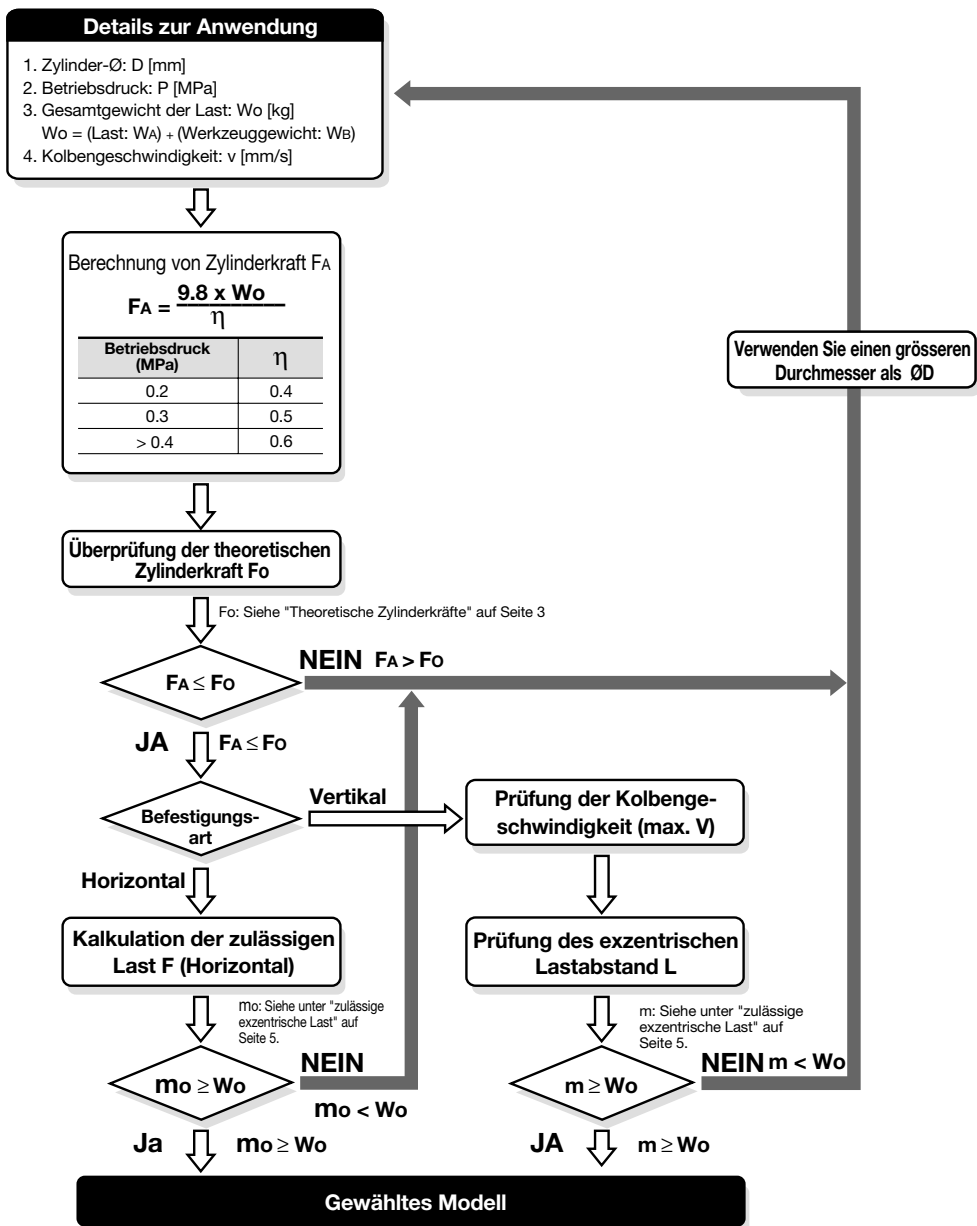 Details zur Anwendung
1. Zylinder-Ø: D [mm]
2. Betriebsdruck: P [MPa]
3. Gesamtgewicht der Last: Wo [kg]
Wo = (Last: WA) + (Werkzeuggewicht: WB)
4. Kolbengeschwindigkeit: v [mm/s]
Berechnung von Zylinderkraft FA
FA = 9.8 x Wo
η
Betriebsdruck
(MPa)
η
0.2 0.4
0.3 0.5
> 0.4 0.6
Verwenden Sie einen grösseren
Durchmesser als ØD
Überprüfung der theoretischen
Zylinderkraft Fo
Fo: Siehe "Theoretische Zylinderkräfte" auf Seite 3
FA ≤ FO
NEIN FA > FO
JA FA ≤ FO
Befestigungs-
art
Vertikal
Prüfung der Kolbenge-
schwindigkeit (max. V)
Horizontal
Kalkulation der zulässigen
Last F (Horizontal)
Prüfung des exzentrischen
Lastabstand L
mo: Siehe unter "zulässige
exzentrische Last" auf
Seite 5.
m: Siehe unter "zulässige
exzentrische Last" auf
Seite 5.
mo ≥ Wo
NEIN
mo < Wo
m ≥ Wo
NEIN m < Wo
Ja mo ≥ Wo
JA m ≥ Wo
Gewähltes Modell